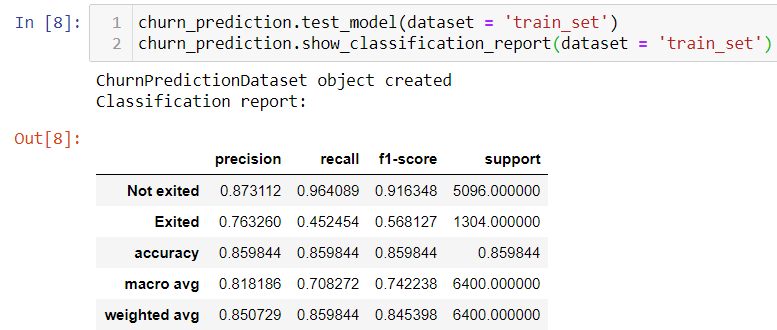 In [8]: 1 churn_prediction.test_model(dataset = 'train_set')
2 churn_prediction.show_classification_report(dataset = 'train_set')
ChurnPredictionDataset object created
Classification report:
Out[8]:
precision recall f1-score support
Not exited 0.873112 0.964089 0.916348 5096.000000
Exited 0.763260 0.452454 0.568127 1304.000000
accuracy 0.859844 0.859844 0.859844 0.859844
macro avg 0.818186 0.708272 0.742238 6400.000000
weighted avg 0.850729 0.859844 0.845398 6400.000000